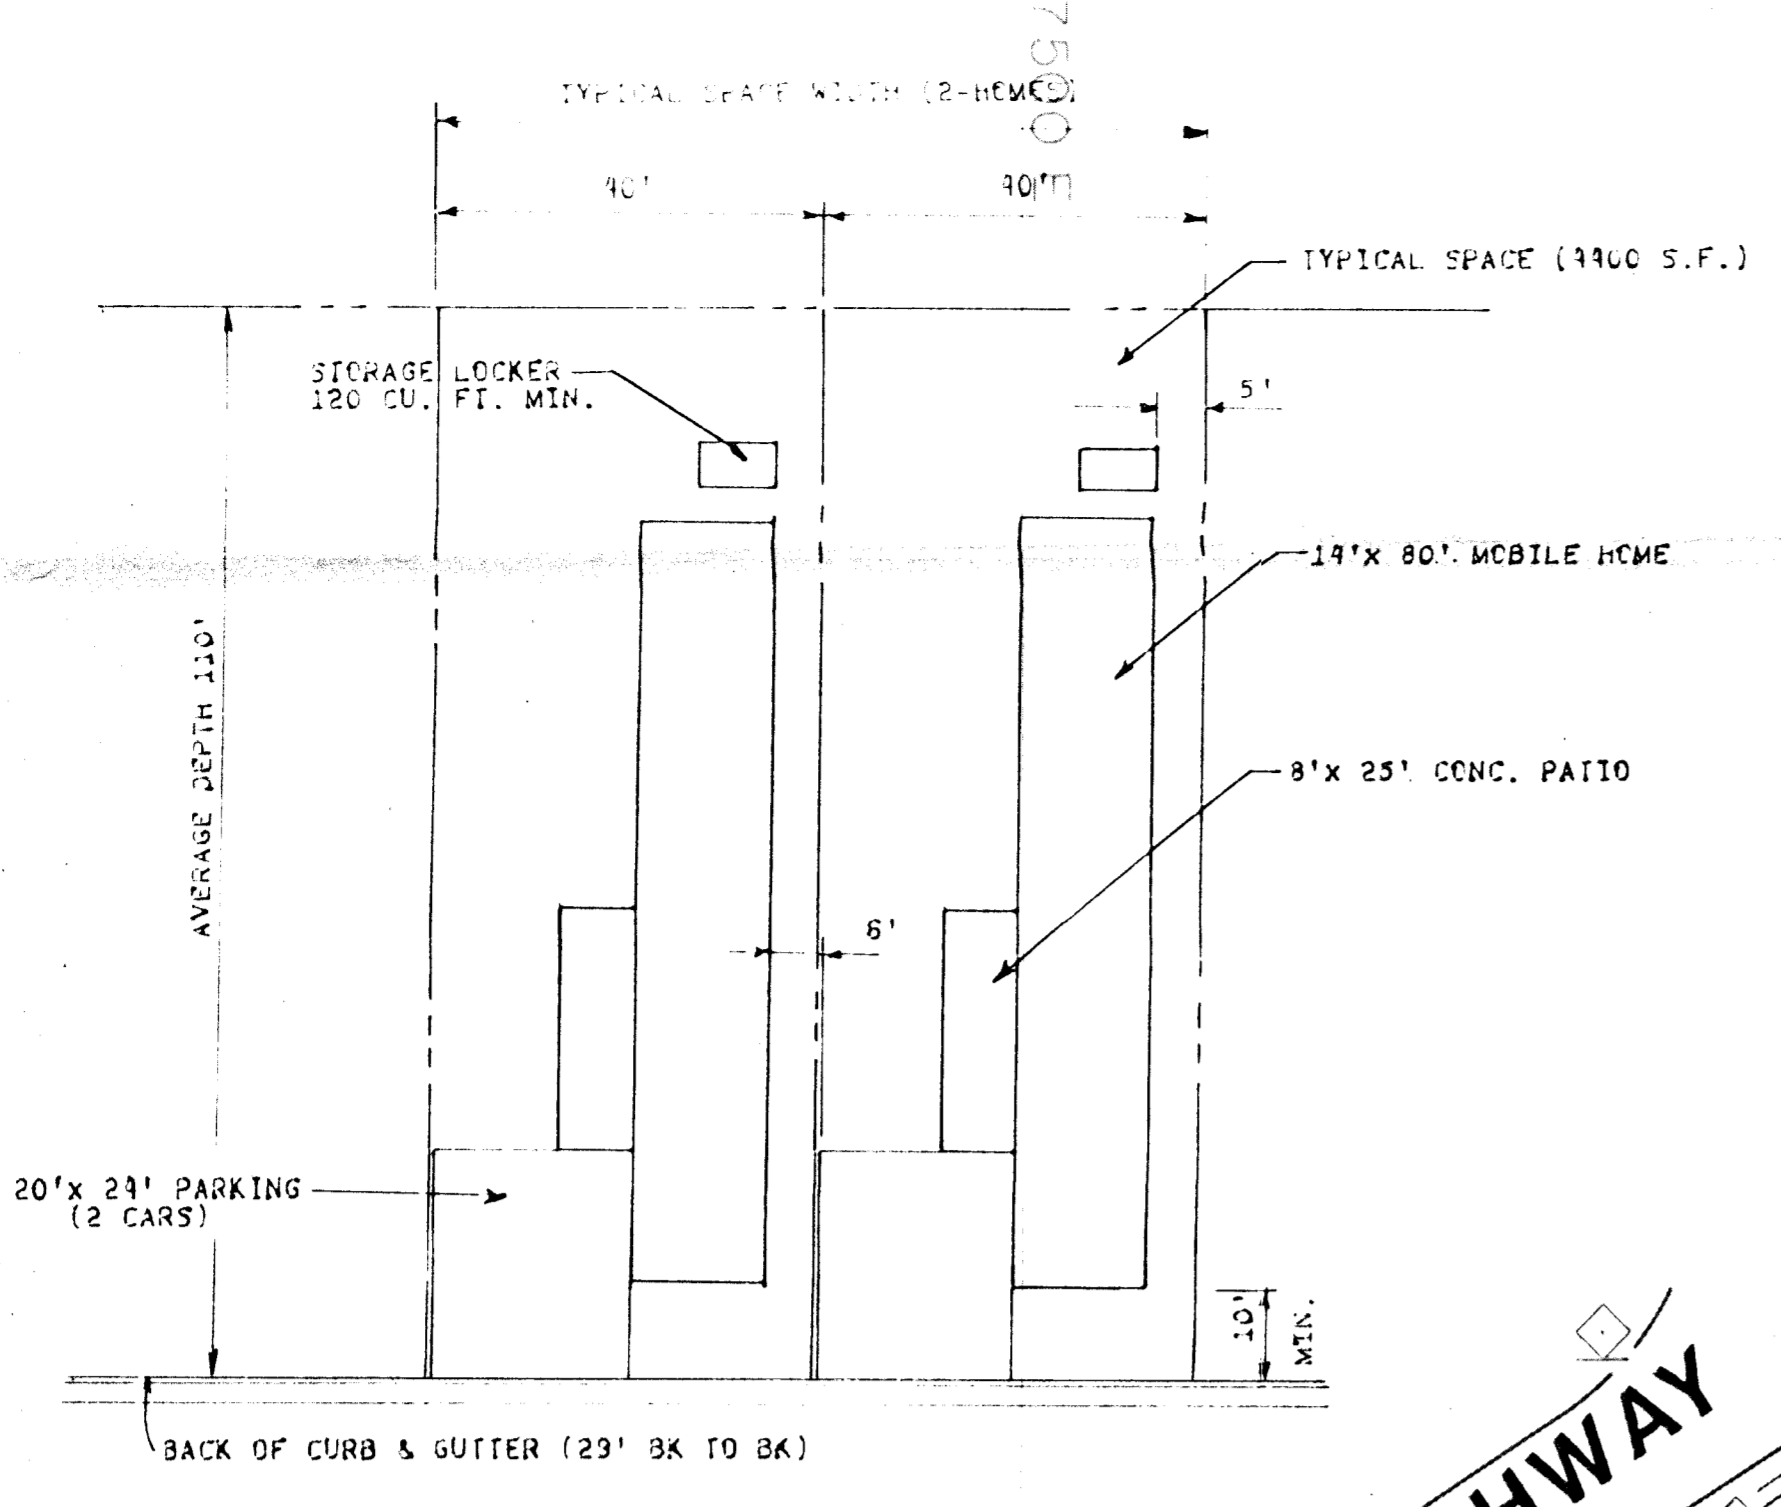 7500 E
TYPICAL SPACE WIDTH (2-HOMES)
40'
40'
TYPICAL SPACE (4400 S.F.)
STORAGE LOCKER
120 CU. FT. MIN.
5'
14'X 80'. MOBILE HOME
AVERAGE DEPTH 110'
8'X 25' CONC. PATIO
6'
20'X 24' PARKING
(2 CARS)
10'
MIN.
BACK OF CURB & GUTTER (29' BK TO BK)
HWAY